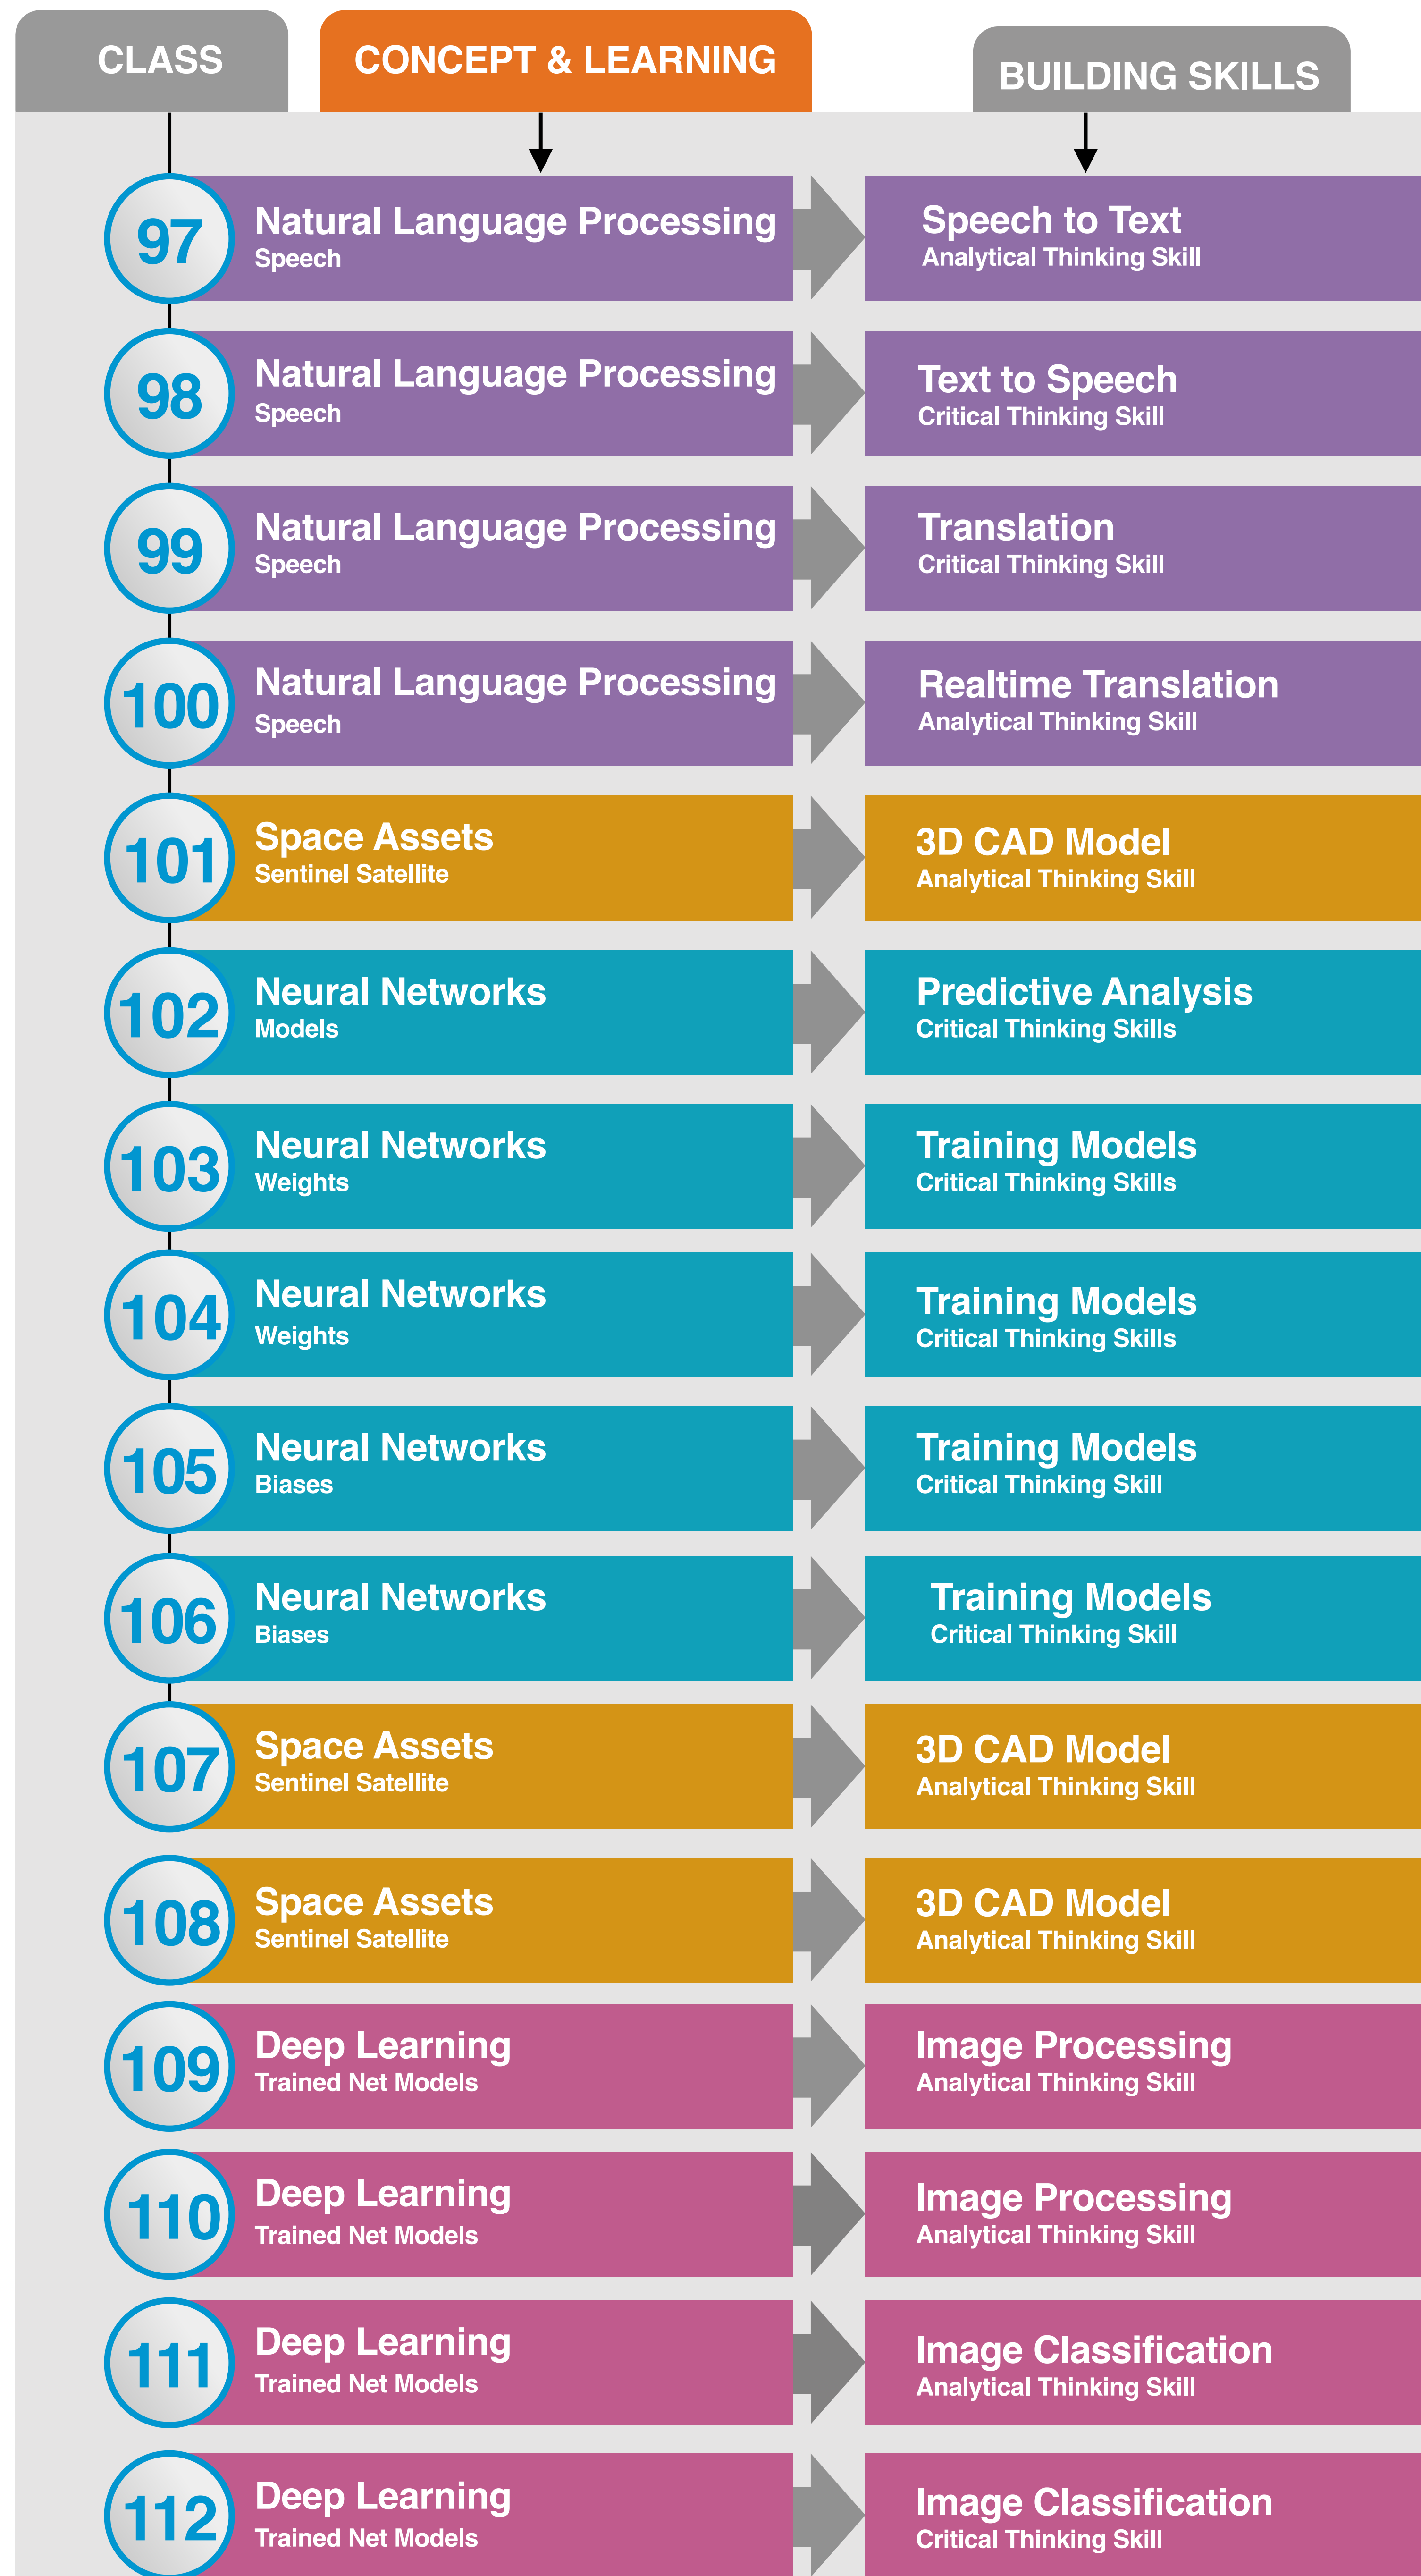 CLASS
CONCEPT & LEARNING
BUILDING SKILLS
97
Natural Language Processing
Speech
Speech to Text
Analytical Thinking Skill
98
Natural Language Processing
Speech
Text to Speech
Critical Thinking Skill
99
Natural Language Processing
Speech
Translation
Critical Thinking Skill
100
Natural Language Processing
Speech
Realtime Translation
Analytical Thinking Skill
101
Space Assets
Sentinel Satellite
3D CAD Model
Analytical Thinking Skill
102
Neural Networks
Models
Predictive Analysis
Critical Thinking Skills
103
Neural Networks
Weights
Training Models
Critical Thinking Skills
104
Neural Networks
Weights
Training Models
Critical Thinking Skills
105
Neural Networks
Biases
Training Models
Critical Thinking Skill
106
Neural Networks
Biases
Training Models
Critical Thinking Skill
107
Space Assets
Sentinel Satellite
3D CAD Model
Analytical Thinking Skill
108
Space Assets
Sentinel Satellite
3D CAD Model
Analytical Thinking Skill
109
Deep Learning
Trained Net Models
Image Processing
Analytical Thinking Skill
110
Deep Learning
Trained Net Models
Image Processing
Analytical Thinking Skill
111
Deep Learning
Trained Net Models
Image Classification
Analytical Thinking Skill
112
Deep Learning
Trained Net Models
Image Classification
Critical Thinking Skill